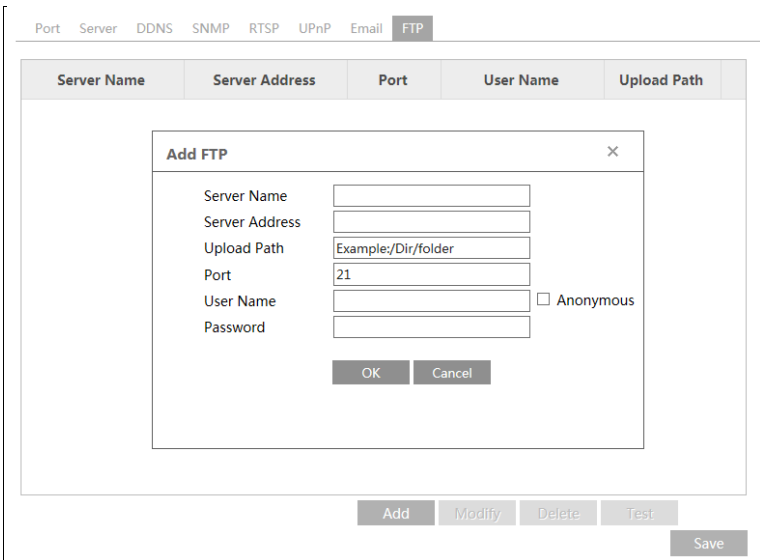 Port Server DDNS SNMP RTSP UPnP Email FTP
Server Name Server Address Port User Name Upload Path
Add FTP ×
Server Name
Server Address
Upload Path Example:/Dir/folder
Port 21
User Name Anonymous
Password
OK Cancel
Add Modify Delete Test
Save